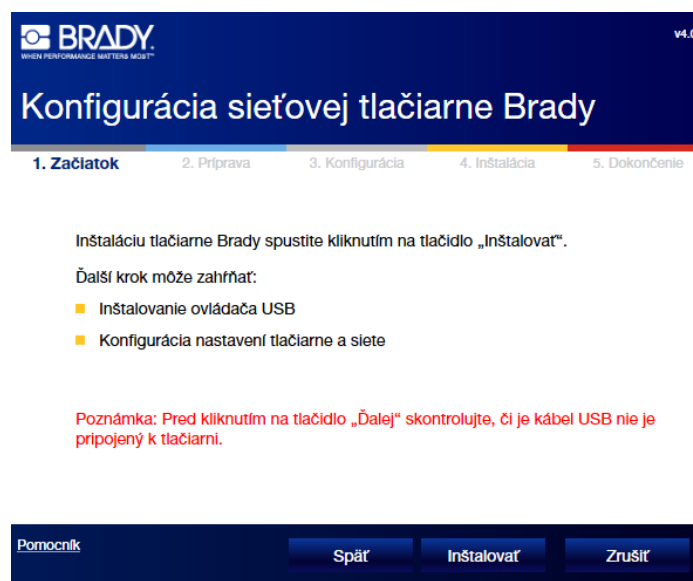 BRADY.
WHEN PERFORMANCE MATTERS MOST™
v4.0
Konfigurácia sieťovej tlačiarne Brady
1. Začiatok
2. Príprava
3. Konfigurácia
4. Inštalácia
5. Dokončenie
Inštaláciu tlačiarne Brady spustite kliknutím na tlačidlo „Inštalovať“.
Ďalší krok môže zahŕňať:
Inštalovanie ovládača USB
Konfigurácia nastavení tlačiarne a siete
Poznámka: Pred kliknutím na tlačidlo „Ďalej“ skontrolujte, či je kábel USB nie je
pripojený k tlačiarni.
Pomocník
Späť
Inštalovať
Zrušiť